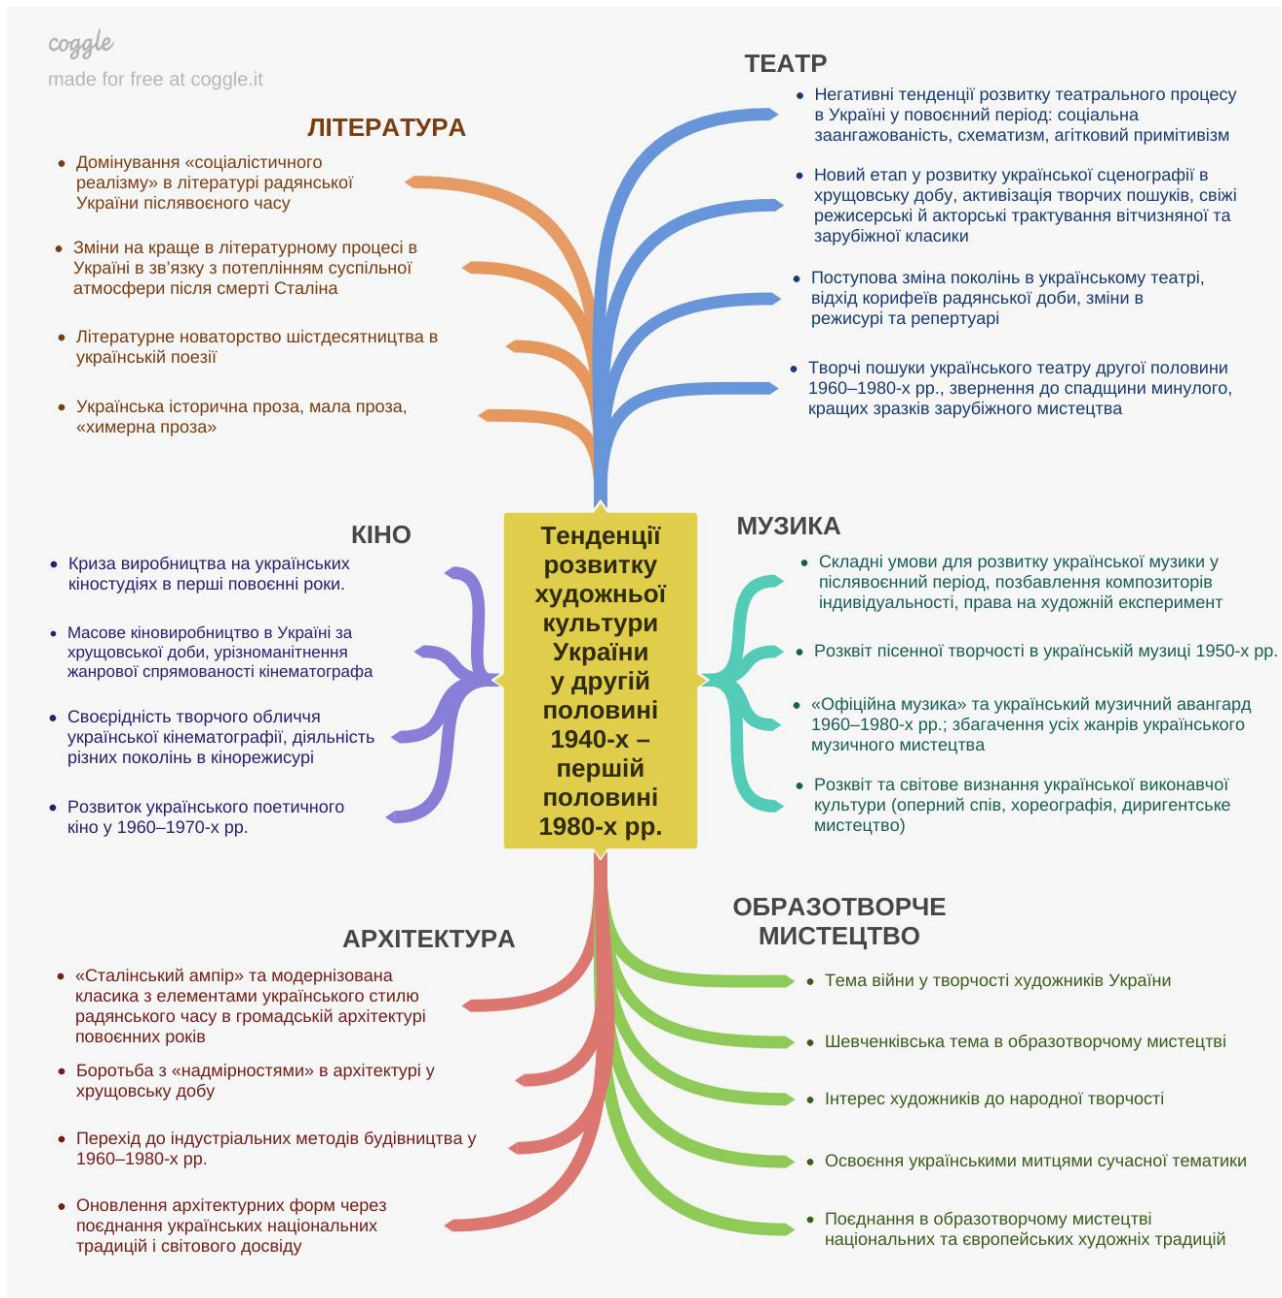 coggle
made for free at coggle.it
ЛІТЕРАТУРА
• Домінування «соціалістичного
реалізму» в літературі радянської
України післявоєного часу
• Зміни на краще в літературному процесі в
Україні в зв’язку з потеплінням суспільної
атмосфери після смерті Сталіна
• Літературне новаторство шістдесятництва в
українській поезії
• Українська історична проза, мала проза,
«химерна проза»
ТЕАТР
• Негативні тенденції розвитку театрального процесу
в Україні у повоєнний період: соціальна
заангажованість, схематизм, агітковий примітивізм
• Новий етап у розвитку української сценографії в
хрущовську добу, активізація творчих пошуків, свіжі
режисерські й акторські трактування вітчизняної та
зарубіжної класики
• Поступова зміна поколінь в українському театрі,
відхід корифеїв радянської доби, зміни в
режисурі та репертуарі
• Творчі пошуки українського театру другої половини
1960–1980-х рр., звернення до спадщини минулого,
кращих зразків зарубіжного мистецтва
КІНО
• Криза виробництва на українських
кіностудіях в перші повоєнні роки.
• Масове кіновиробництво в Україні за
хрущовської доби, урізноманітнення
жанрової спрямованості кінематографа
• Своєрідність творчого обличчя
української кінематографії, діяльність
різних поколінь в кінорежисурі
• Розвиток українського поетичного
кіно у 1960–1970-х рр.
Тенденції
розвитку
художньої
культури
України
у другій
половині
1940-х –
першій
половині
1980-х рр.
МУЗИКА
• Складні умови для розвитку української музики у
післявоєнний період, позбавлення композиторів
індивідуальності, права на художній експеримент
• Розквіт пісенної творчості в українській музиці 1950-х рр.
• «Офіційна музика» та український музичний авангард
1960–1980-х рр.; збагачення усіх жанрів українського
музичного мистецтва
• Розквіт та світове визнання української виконавчої
культури (оперний спів, хореографія, диригентське
мистецтво)
АРХІТЕКТУРА
• «Сталінський ампір» та модернізована
класика з елементами українського стилю
радянського часу в громадській архітектурі
повоєнних років
• Боротьба з «надмірностями» в архітектурі у
хрущовську добу
• Перехід до індустріальних методів будівництва у
1960–1980-х рр.
• Оновлення архітектурних форм через
поєднання українських національних
традицій і світового досвіду
ОБРАЗОТВОРЧЕ
МИСТЕЦТВО
• Тема війни у творчості художників України
• Шевченківська тема в образотворчому мистецтві
• Інтерес художників до народної творчості
• Освоєння українськими митцями сучасної тематики
• Поєднання в образотворчому мистецтві
національних та європейських художніх традицій